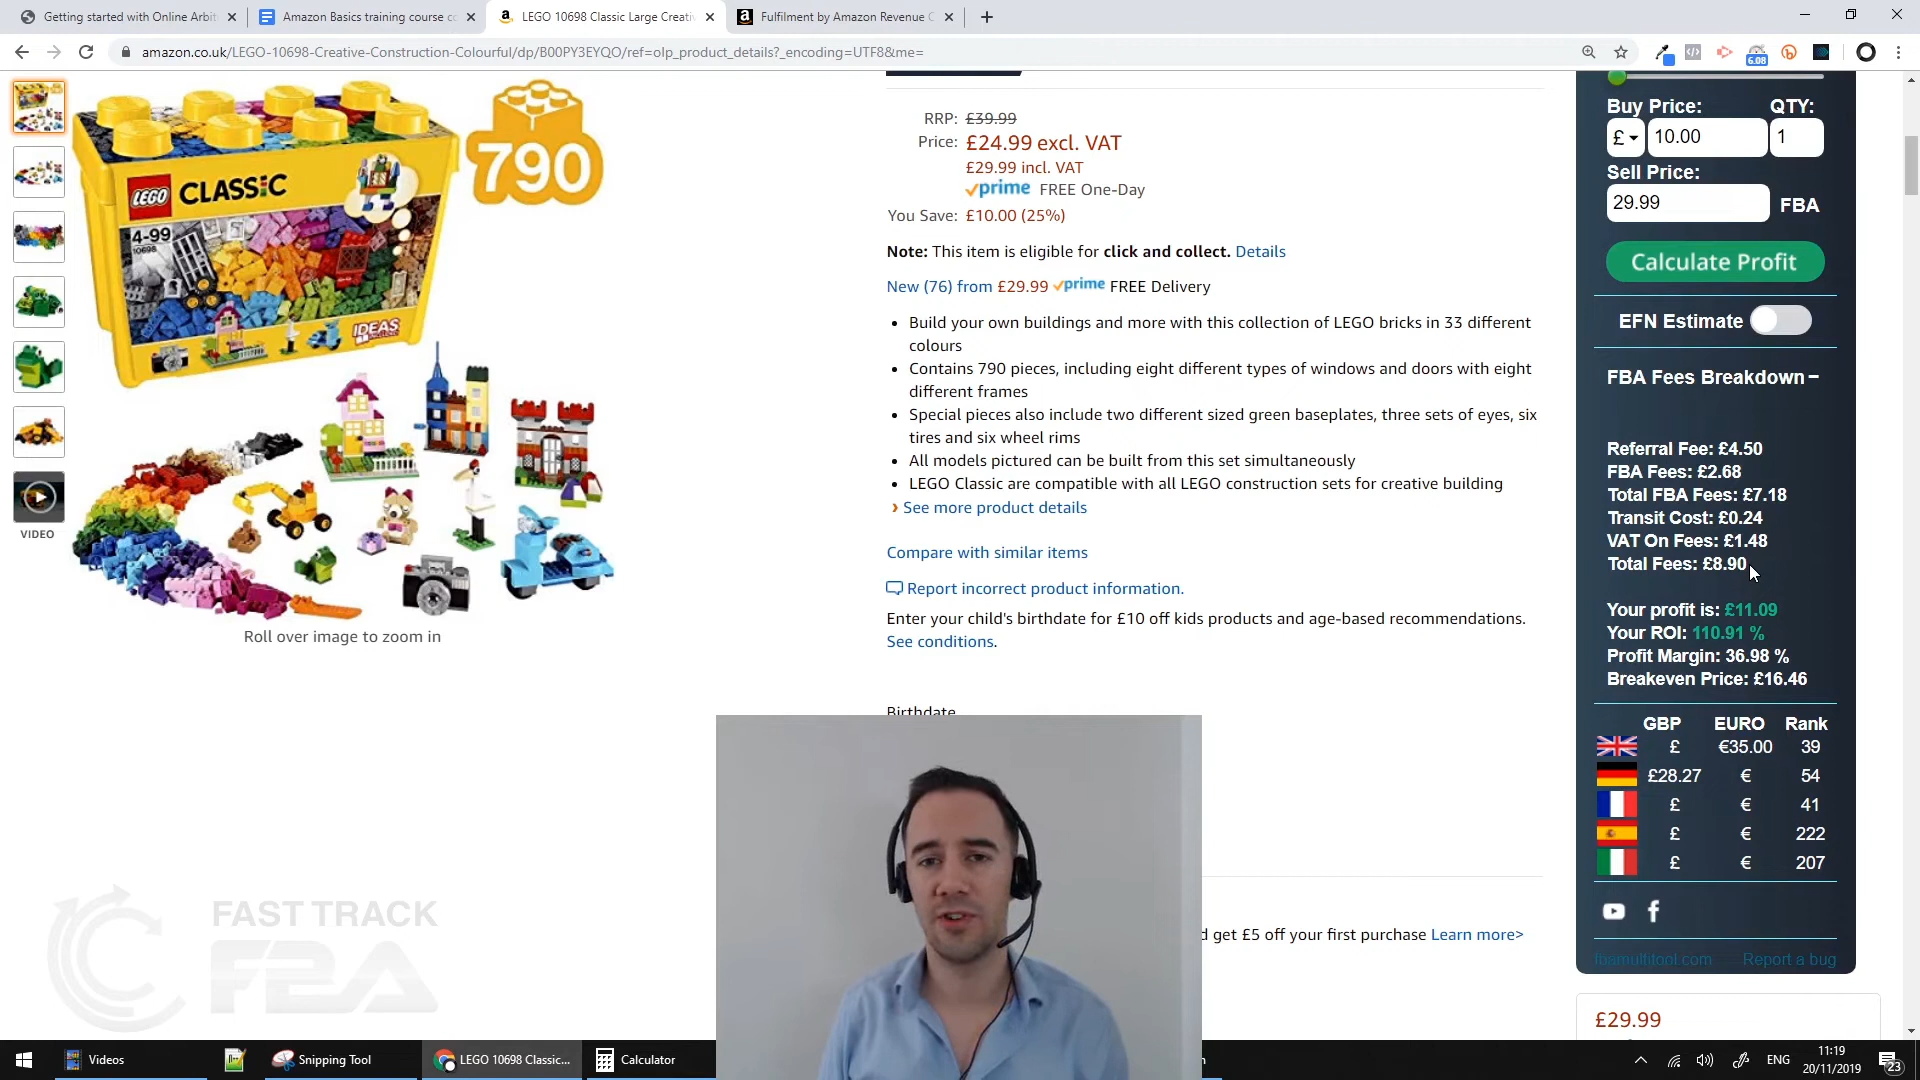 Getting started with Online Arbit
Amazon Basics training course co
LEGO 10698 Classic Large Creativ
Fulfilment by Amazon Revenue C
amazon.co.uk/LEGO-10698-Creative-Construction-Colourful/dp/B00PY3EYQO/ref=olp_product_details?_encoding=UTF8&me=
6.08
790
LEGO CLASSIC
4-99
10698
IDEAS
VIDEO
Roll over image to zoom in
RRP: £39.99
Price: £24.99 excl. VAT
£29.99 incl. VAT
prime FREE One-Day
You Save: £10.00 (25%)
Note: This item is eligible for click and collect. Details
New (76) from £29.99 prime FREE Delivery
Build your own buildings and more with this collection of LEGO bricks in 33 different
colours
Contains 790 pieces, including eight different types of windows and doors with eight
different frames
Special pieces also include two different sized green baseplates, three sets of eyes, six
tires and six wheel rims
All models pictured can be built from this set simultaneously
LEGO Classic are compatible with all LEGO construction sets for creative building
› See more product details
Compare with similar items
Report incorrect product information.
Enter your child's birthdate for £10 off kids products and age-based recommendations.
See conditions.
Birthdate
d get £5 off your first purchase Learn more>
Buy Price: QTY:
£ 10.00 1
Sell Price:
29.99 FBA
Calculate Profit
EFN Estimate
FBA Fees Breakdown−
Referral Fee: £4.50
FBA Fees: £2.68
Total FBA Fees: £7.18
Transit Cost: £0.24
VAT On Fees: £1.48
Total Fees: £8.90
Your profit is: £11.09
Your ROI: 110.91 %
Profit Margin: 36.98 %
Breakeven Price: £16.46
GBP EURO Rank
£ €35.00 39
£28.27 € 54
£ € 41
£ € 222
£ € 207
fbamultitool.com Report a bug
£29.99
FAST TRACK
FBA
Videos
Snipping Tool
LEGO 10698 Classic...
Calculator
ENG
11:19
20/11/2019
23